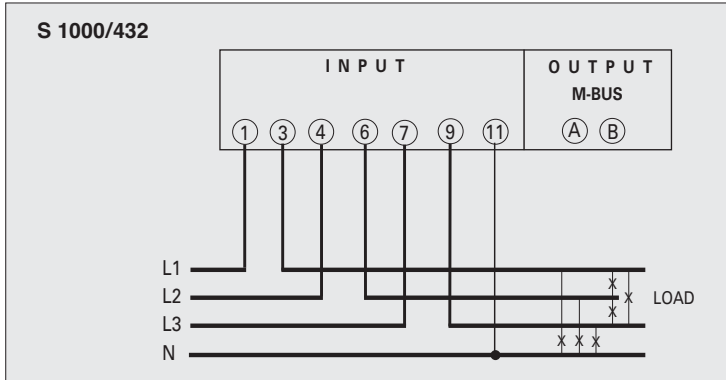 S 1000/432
INPUT
OUTPUT
M-BUS
1 3 4 6 7 9 11 A B
L1
L2
L3
N
LOAD
X
X
X
X X X